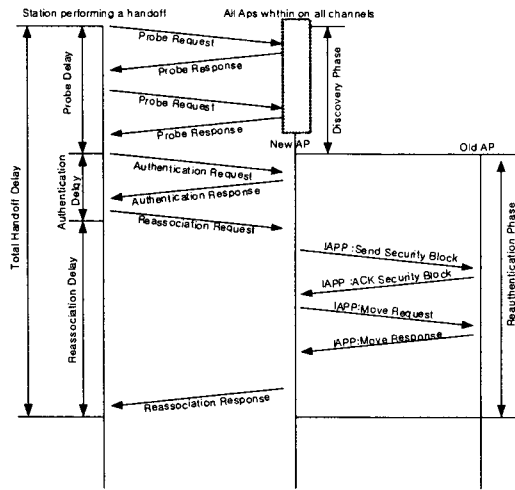 Station performing a handoff
All Aps whthin on all channels
Probe Request
Probe Response
Probe Request
Probe Response
Probe Delay
Discovery Phase
New AP
Old AP
Authentication Request
Authentication Response
Authentication
Delay
Reassociation Request
Total Handoff Delay
Reassociation Delay
IAPP :Send Security Block
IAPP :ACK Security Block
IAPP:Move Request
IAPP:Move Response
Reauthentication Phase
Reassociation Response